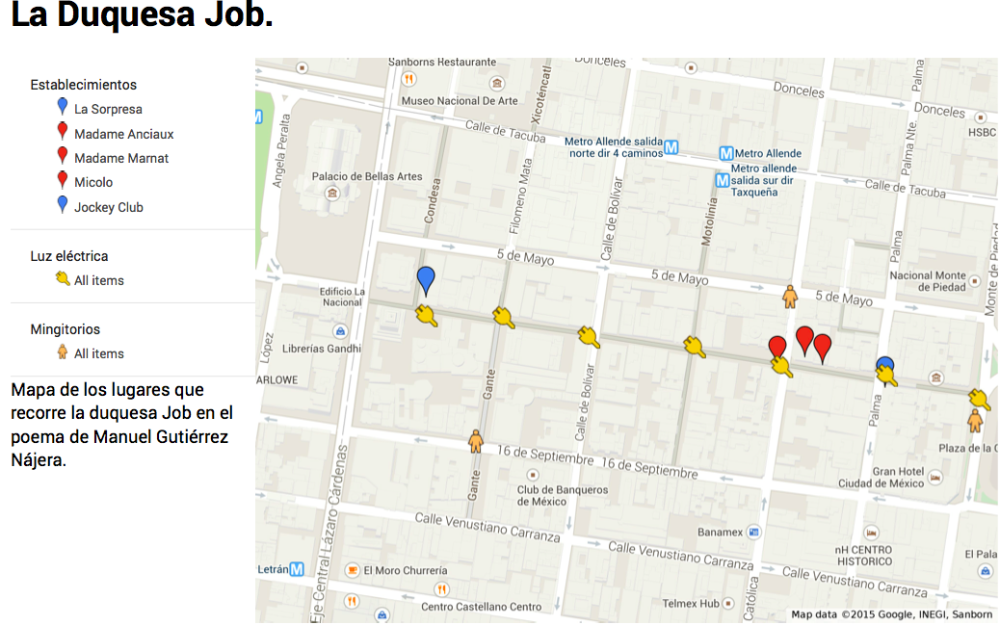 La Duquesa Job.
Establecimientos
La Sorpresa
Madame Anciaux
Madame Marnat
Micolo
Jockey Club
Luz eléctrica
All items
Mingitorios
All items
Mapa de los lugares que
recorre la duquesa Job en el
poema de Manuel Gutiérrez
Nájera.
Sanborns Restaurante
Donceles
Palma
Museo Nacional De Arte
Xicoténcatl
Donceles
Donceles
HSBC
Angela Peralta
Calle de Tacuba
Metro Allende salida
norte dir 4 caminos
Metro Allende
Metro allende
salida sur dir
Taxqueña
Palma Nte.
Calle de Tacuba
Palacio de Bellas Artes
Condesa
Filomeno Mata
Calle de Bolívar
Motolinía
Palma
5 de Mayo
5 de Mayo
5 de Mayo
Nacional Monte
de Piedad
Monte de Piedad
Edificio La
Nacional
Librerías Gandhi
López
ARLOWE
Gante
Calle de Bolívar
Palma
16 de Septiembre
16 de Septiembre
Plaza de la C
Gran Hotel
Ciudad de México
Gante
Club de Banqueros
de México
Eje Central Lázaro Cárdenas
Calle Venustiano Carranza
Calle Venustiano Carranza
Calle Venustiano Carranza
Banamex
nH CENTRO
HISTORICO
El Pala
Letrán
El Moro Churrería
Centro Castellano Centro
Católica
Telmex Hub
Map data ©2015 Google, INEGI, Sanborn